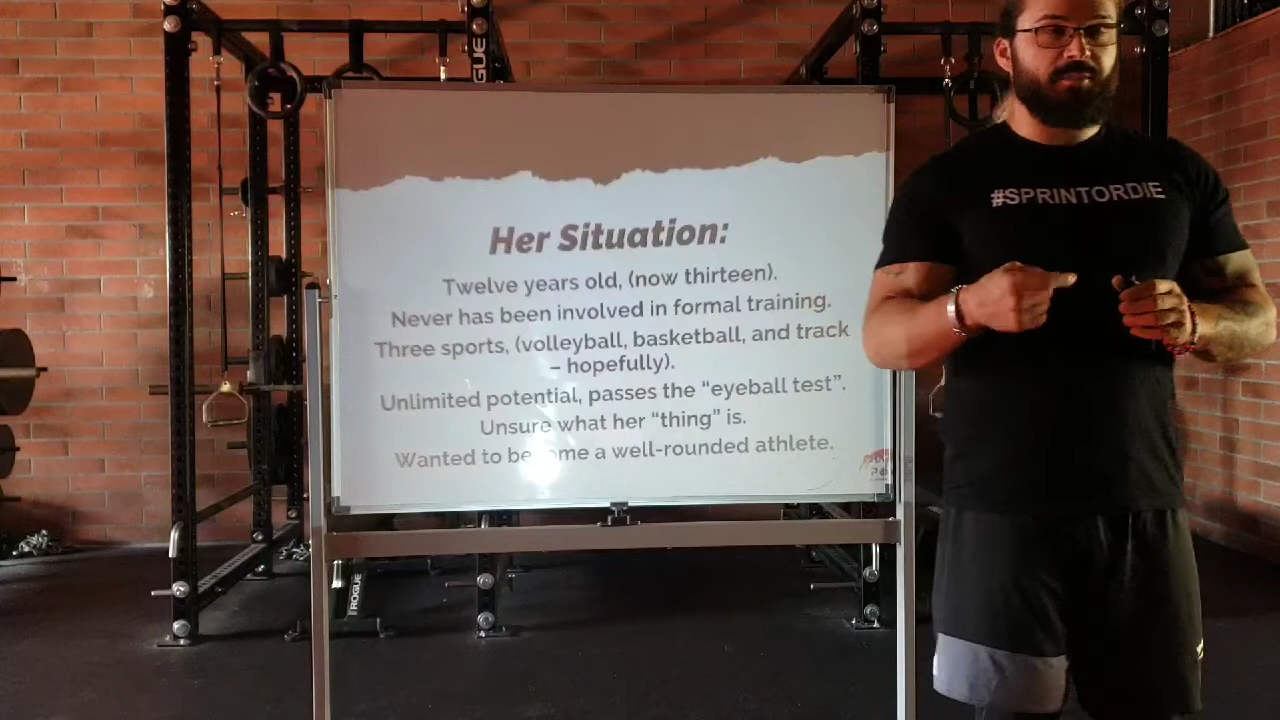 GUE
#SPRINTORDIE
Her Situation:
Twelve years old, (now thirteen).
Never has been involved in formal training.
Three sports, (volleyball, basketball, and track
– hopefully).
Unlimited potential, passes the “eyeball test”.
Unsure what her “thing” is.
Wanted to become a well-rounded athlete.
ROGUE